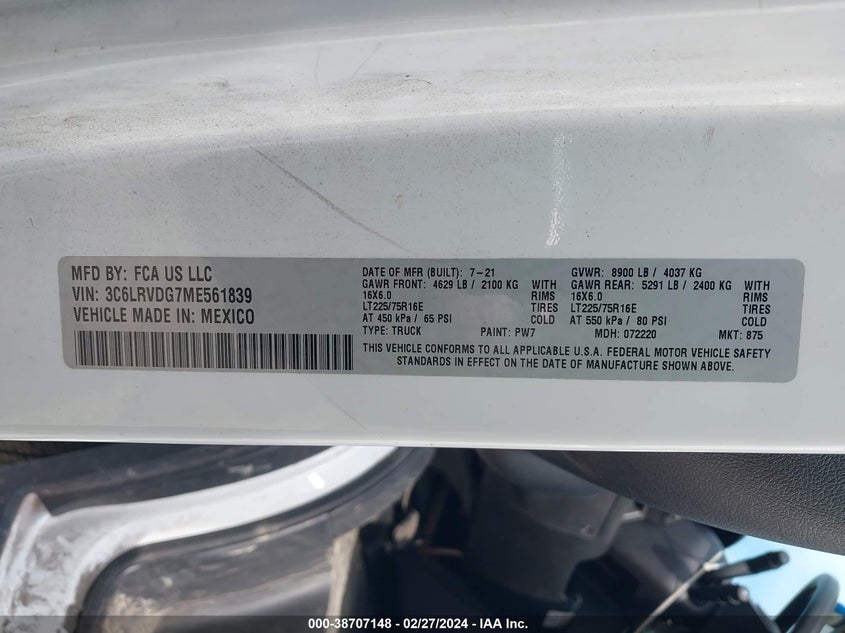 MFD BY: FCA US LLC
VIN: 3C6LRVDG7ME561839
VEHICLE MADE IN: MEXICO
DATE OF MFR (BUILT): 7-21 GVWR: 8900 LB / 4037 KG
GAWR FRONT: 4629 LB / 2100 KG WITH GAWR REAR: 5291 LB / 2400 KG WITH
16X6.0 RIMS 16X6.0 RIMS
LT225/75R16E TIRES LT225/75R16E TIRES
AT 450 kPa / 65 PSI COLD AT 550 kPa / 80 PSI COLD
TYPE: TRUCK PAINT: PW7 MDH: 072220 MKT: 875
THIS VEHICLE CONFORMS TO ALL APPLICABLE U.S.A. FEDERAL MOTOR VEHICLE SAFETY
STANDARDS IN EFFECT ON THE DATE OF MANUFACTURE SHOWN ABOVE.
000-38707148 - 02/27/2024 - IAA Inc.